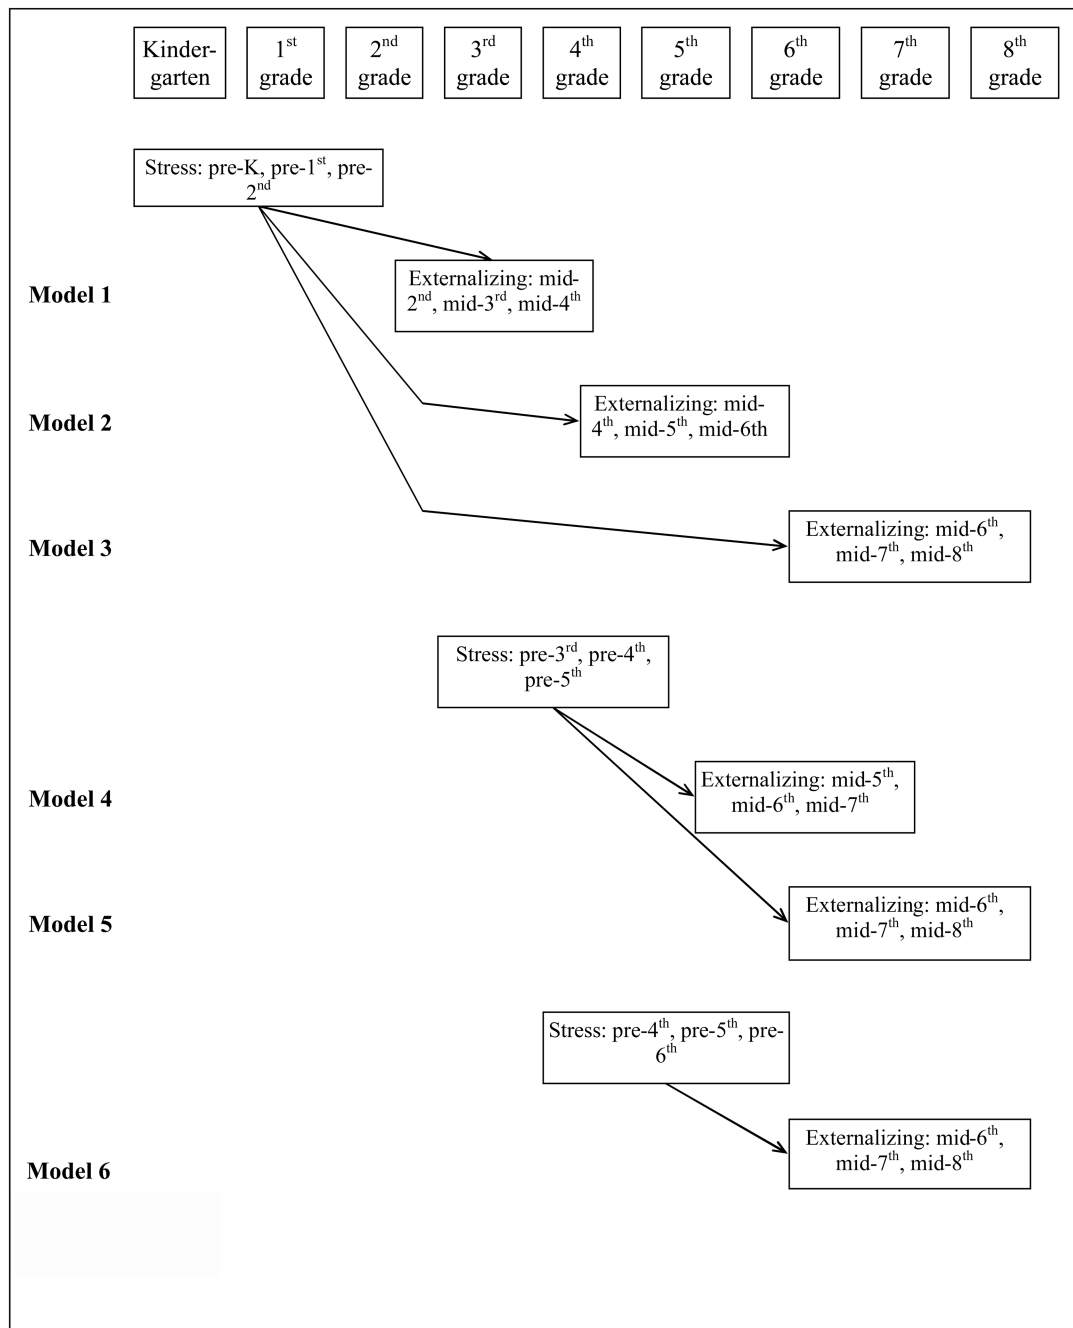 Kinder-
garten
1st
grade
2nd
grade
3rd
grade
4th
grade
5th
grade
6th
grade
7th
grade
8th
grade
Stress: pre-K, pre-1st, pre-
2nd
Model 1
Externalizing: mid-
2nd, mid-3rd, mid-4th
Model 2
Externalizing: mid-
4th, mid-5th, mid-6th
Model 3
Externalizing: mid-6th,
mid-7th, mid-8th
Stress: pre-3rd, pre-4th,
pre-5th
Model 4
Externalizing: mid-5th,
mid-6th, mid-7th
Model 5
Externalizing: mid-6th,
mid-7th, mid-8th
Stress: pre-4th, pre-5th, pre-
6th
Model 6
Externalizing: mid-6th,
mid-7th, mid-8th